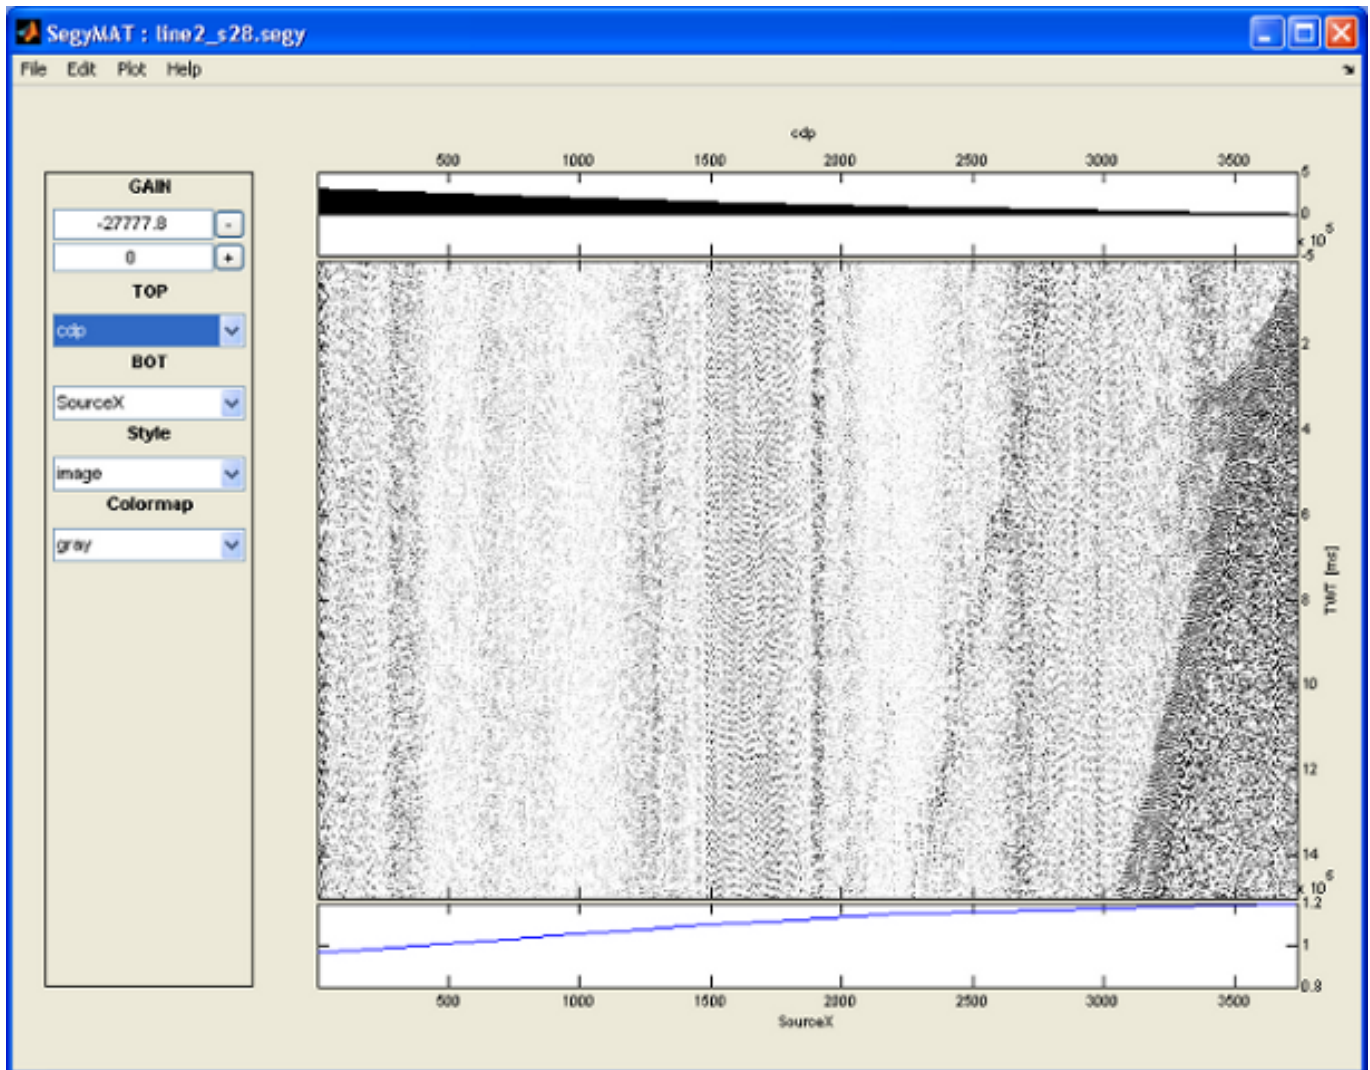 SegyMAT : line2_s28.segy
File Edit Plot Help
GAIN
-27777.8 -
0 +
TOP
cdp
BOT
SourceX
Style
image
Colormap
gray
cdp
500 1000 1500 2000 2500 3000 3500
5
0
x 10^5
-5
2
4
6
8
10
12
14
TWT [ms]
x 10^6
1.2
1
0.8
500 1000 1500 2000 2500 3000 3500
SourceX